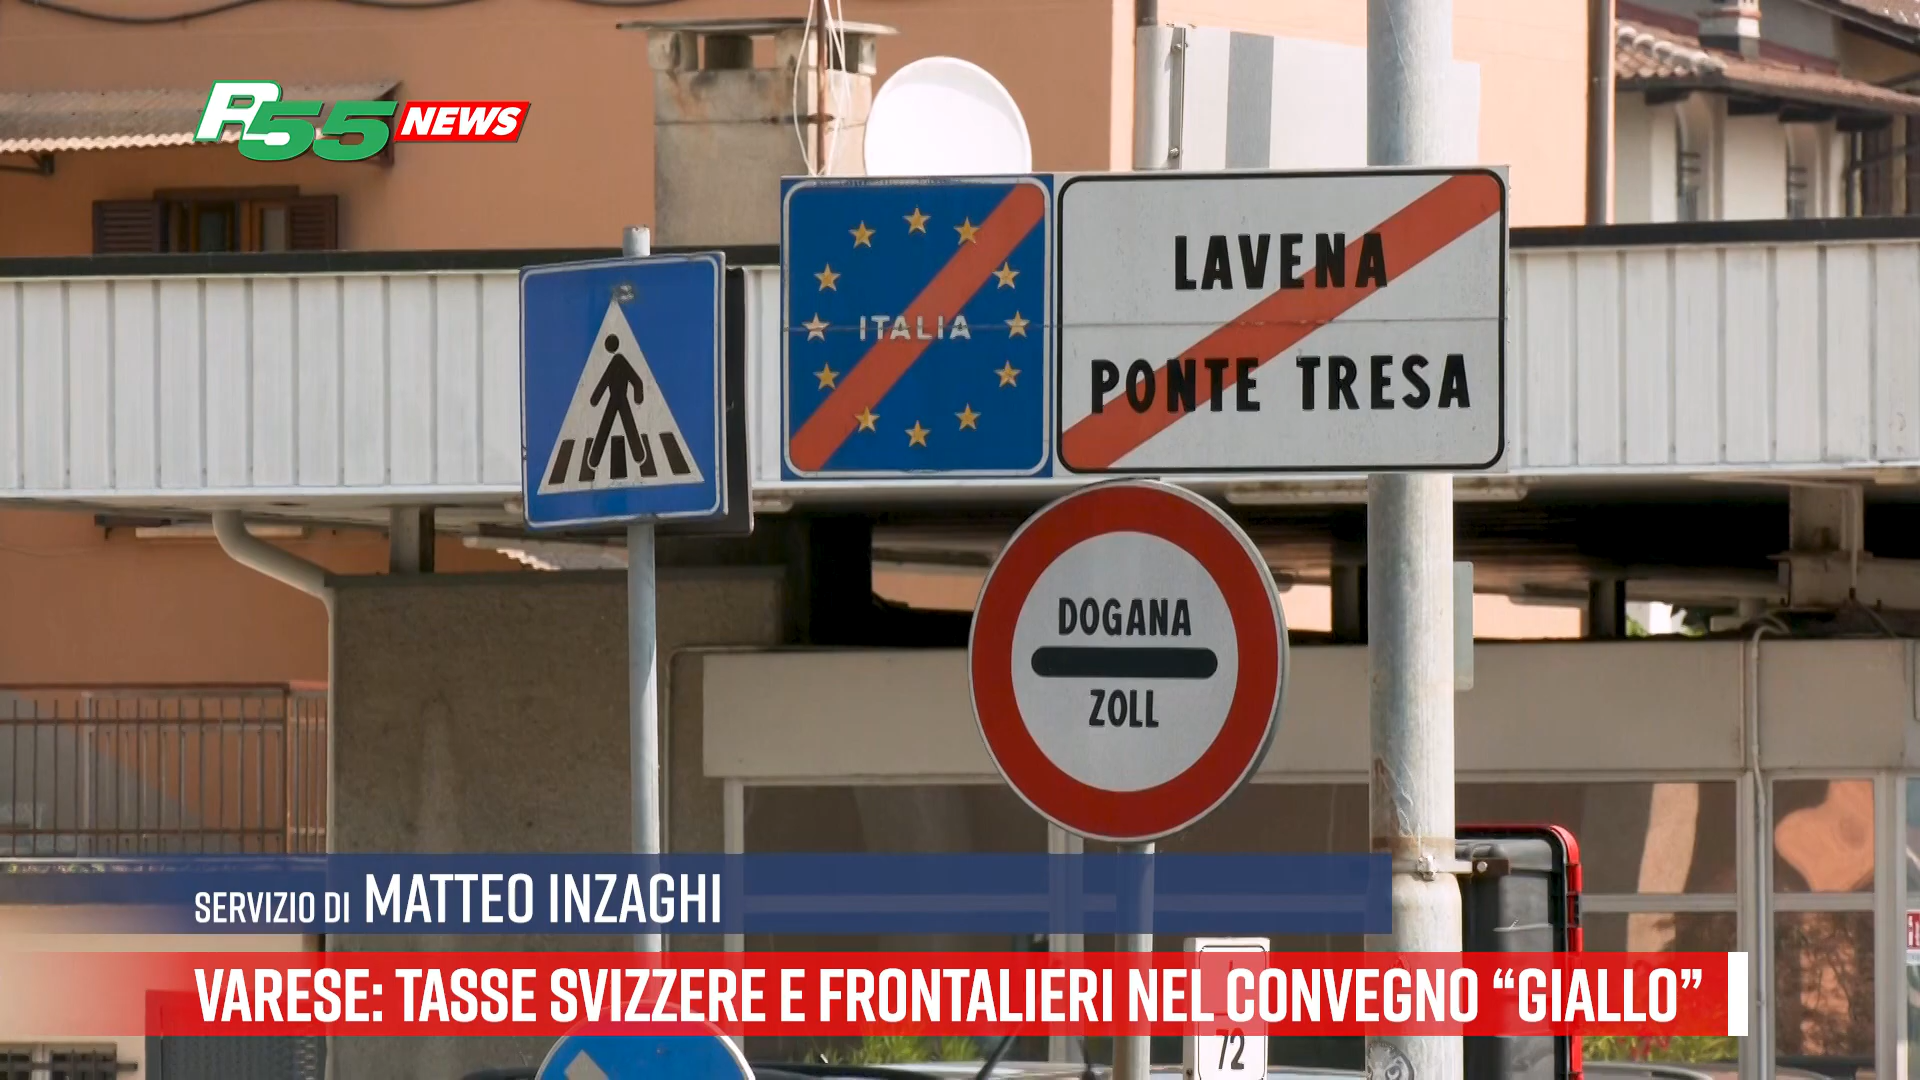 R55 NEWS
ITALIA
LAVENA
PONTE TRESA
DOGANA
ZOLL
SERVIZIO DI MATTEO INZAGHI
VARESE: TASSE SVIZZERE E FRONTALIERI NEL CONVEGNO “GIALLO”
72